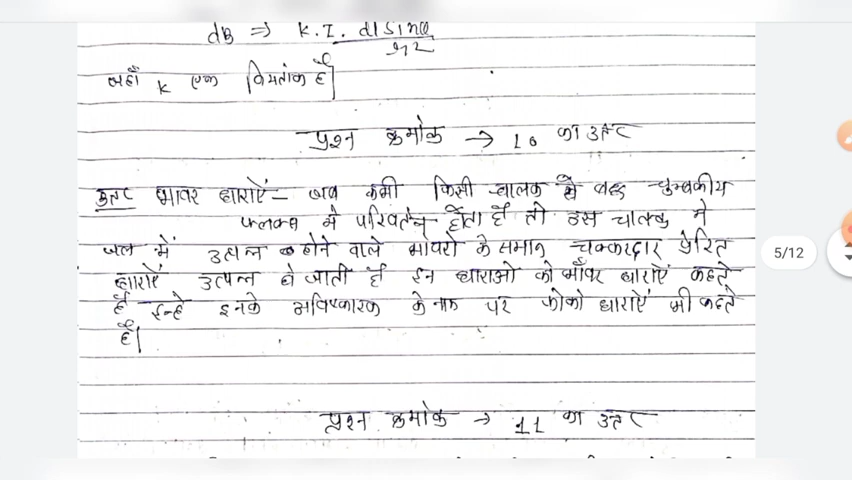 dB ⇒ K.I. dlsinθ
r2
जहाँ K एक नियतांक है|
प्रश्न क्रमांक → 10 का उत्तर
उत्तर भावर धाराऐं - जब कभी किसी चालक से बद्ध चुम्बकीय
फ्लक्स मे परिवर्तन होता है तो उस चालक मे
जल में उत्पन्न होने वाले भावरो के समान चक्करदार प्रेरित
धाराऐं उत्पन्न हो जाती है इन धाराओ को भाँवर धाराऐं कहते
है इन्हे इनके अविष्कारक के नाम पर फोको धाराऐं भी कहते
है|
प्रश्न क्रमांक → 11 का उत्तर
5/12